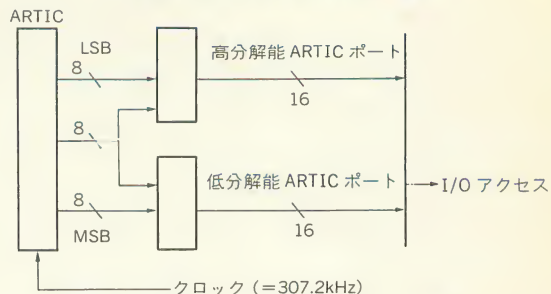 ARTIC
LSB
8
高分解能 ARTIC ポート
16
8
低分解能 ARTIC ポート
8
MSB
16
I/O アクセス
クロック (=307.2kHz)